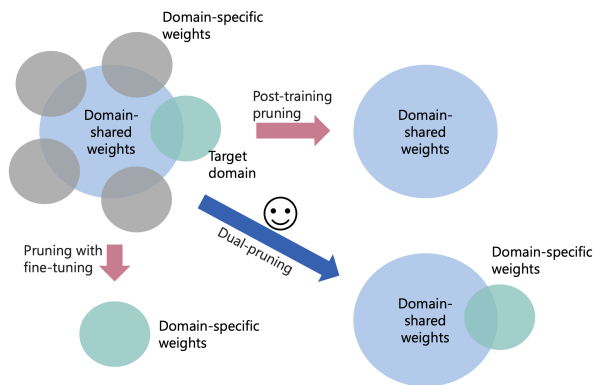 Domain-specific
weights
Domain-
shared
weights
Target
domain
Post-training
pruning
Domain-
shared
weights
Pruning with
fine-tuning
Dual-pruning
Domain-specific
weights
Domain-specific
weights
Domain-
shared
weights